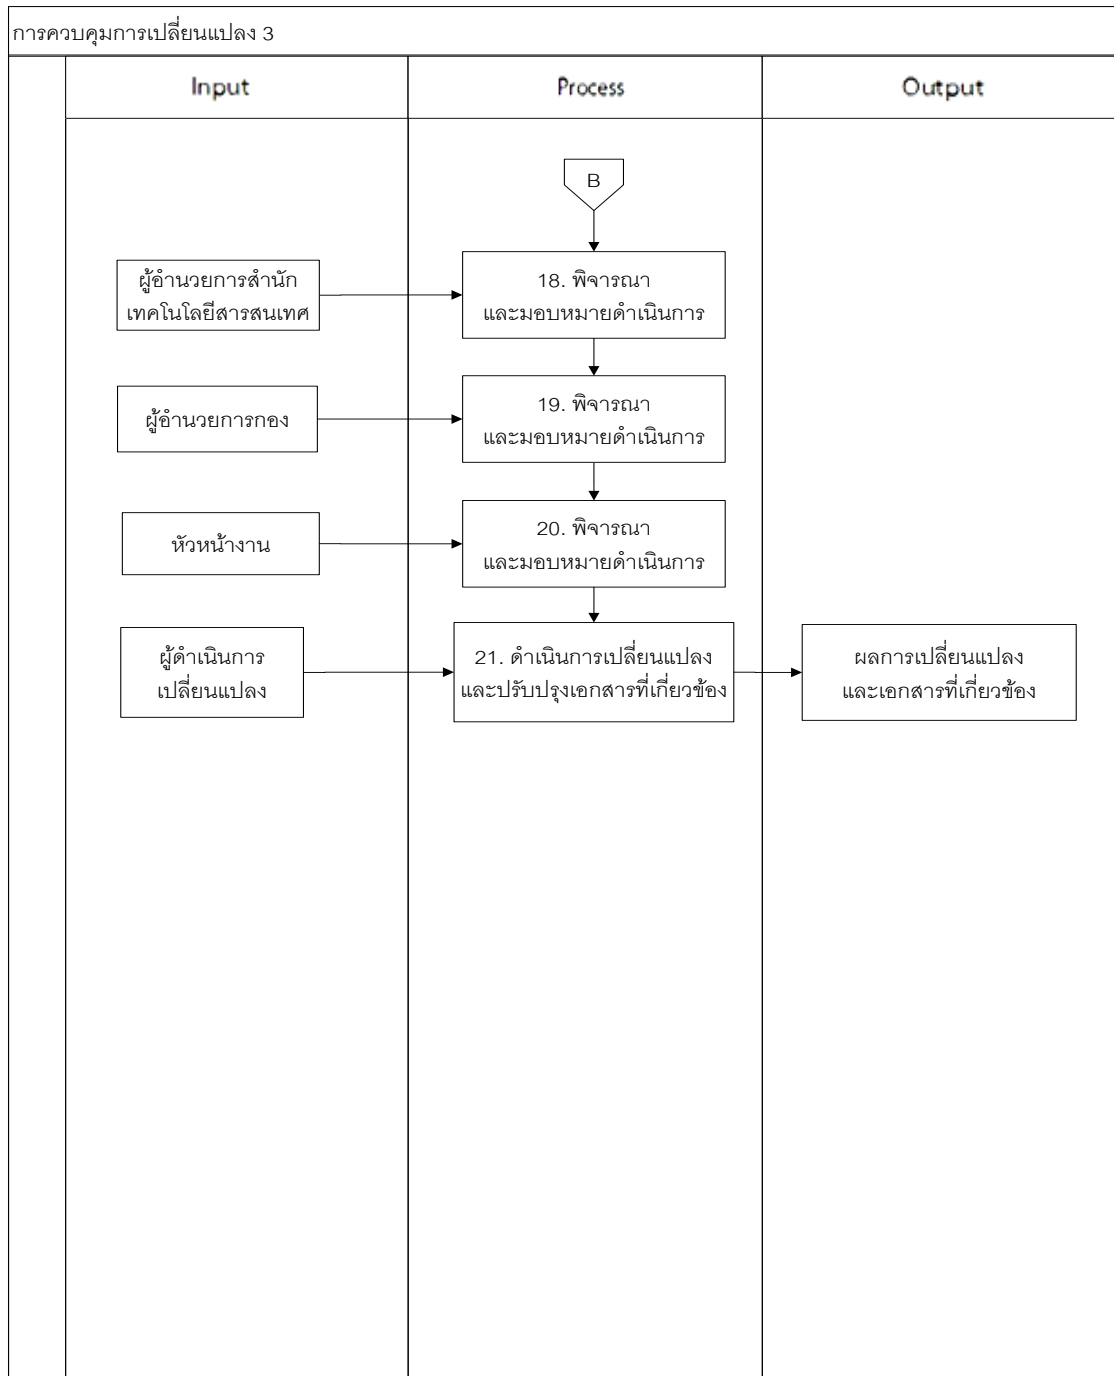 การควบคุมการเปลี่ยนแปลง 3
Input
Process
Output
B
ผู้อำนวยการสำนัก
เทคโนโลยีสารสนเทศ
18. พิจารณา
และมอบหมายดำเนินการ
ผู้อำนวยการกอง
19. พิจารณา
และมอบหมายดำเนินการ
หัวหน้างาน
20. พิจารณา
และมอบหมายดำเนินการ
ผู้ดำเนินการ
เปลี่ยนแปลง
21. ดำเนินการเปลี่ยนแปลง
และปรับปรุงเอกสารที่เกี่ยวข้อง
ผลการเปลี่ยนแปลง
และเอกสารที่เกี่ยวข้อง